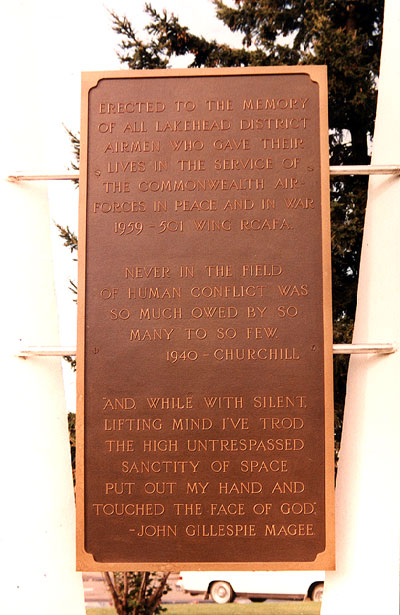 ERECTED TO THE MEMORY
OF ALL LAKEHEAD DISTRICT
AIRMEN WHO GAVE THEIR
LIVES IN THE SERVICE OF
THE COMMONWEALTH AIR-
FORCES IN PEACE AND IN WAR
1959 - 501 WING RCAFA.
NEVER IN THE FIELD
OF HUMAN CONFLICT WAS
SO MUCH OWED BY SO
MANY TO SO FEW.
1940 - CHURCHILL
"AND, WHILE WITH SILENT,
LIFTING MIND I'VE TROD
THE HIGH UNTRESPASSED
SANCTITY OF SPACE
PUT OUT MY HAND AND
TOUCHED THE FACE OF GOD."
- JOHN GILLESPIE MAGEE.